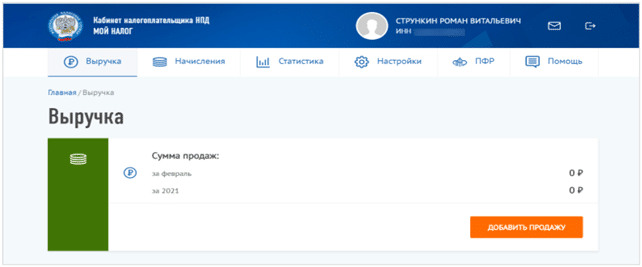 Кабинет налогоплательщика НПД
МОЙ НАЛОГ
СТРУНКИН РОМАН ВИТАЛЬЕВИЧ
ИНН
Выручка
Начисления
Статистика
Настройки
ПФР
Помощь
Главная / Выручка
Выручка
Сумма продаж:
за февраль 0 ₽
за 2021 0 ₽
ДОБАВИТЬ ПРОДАЖУ